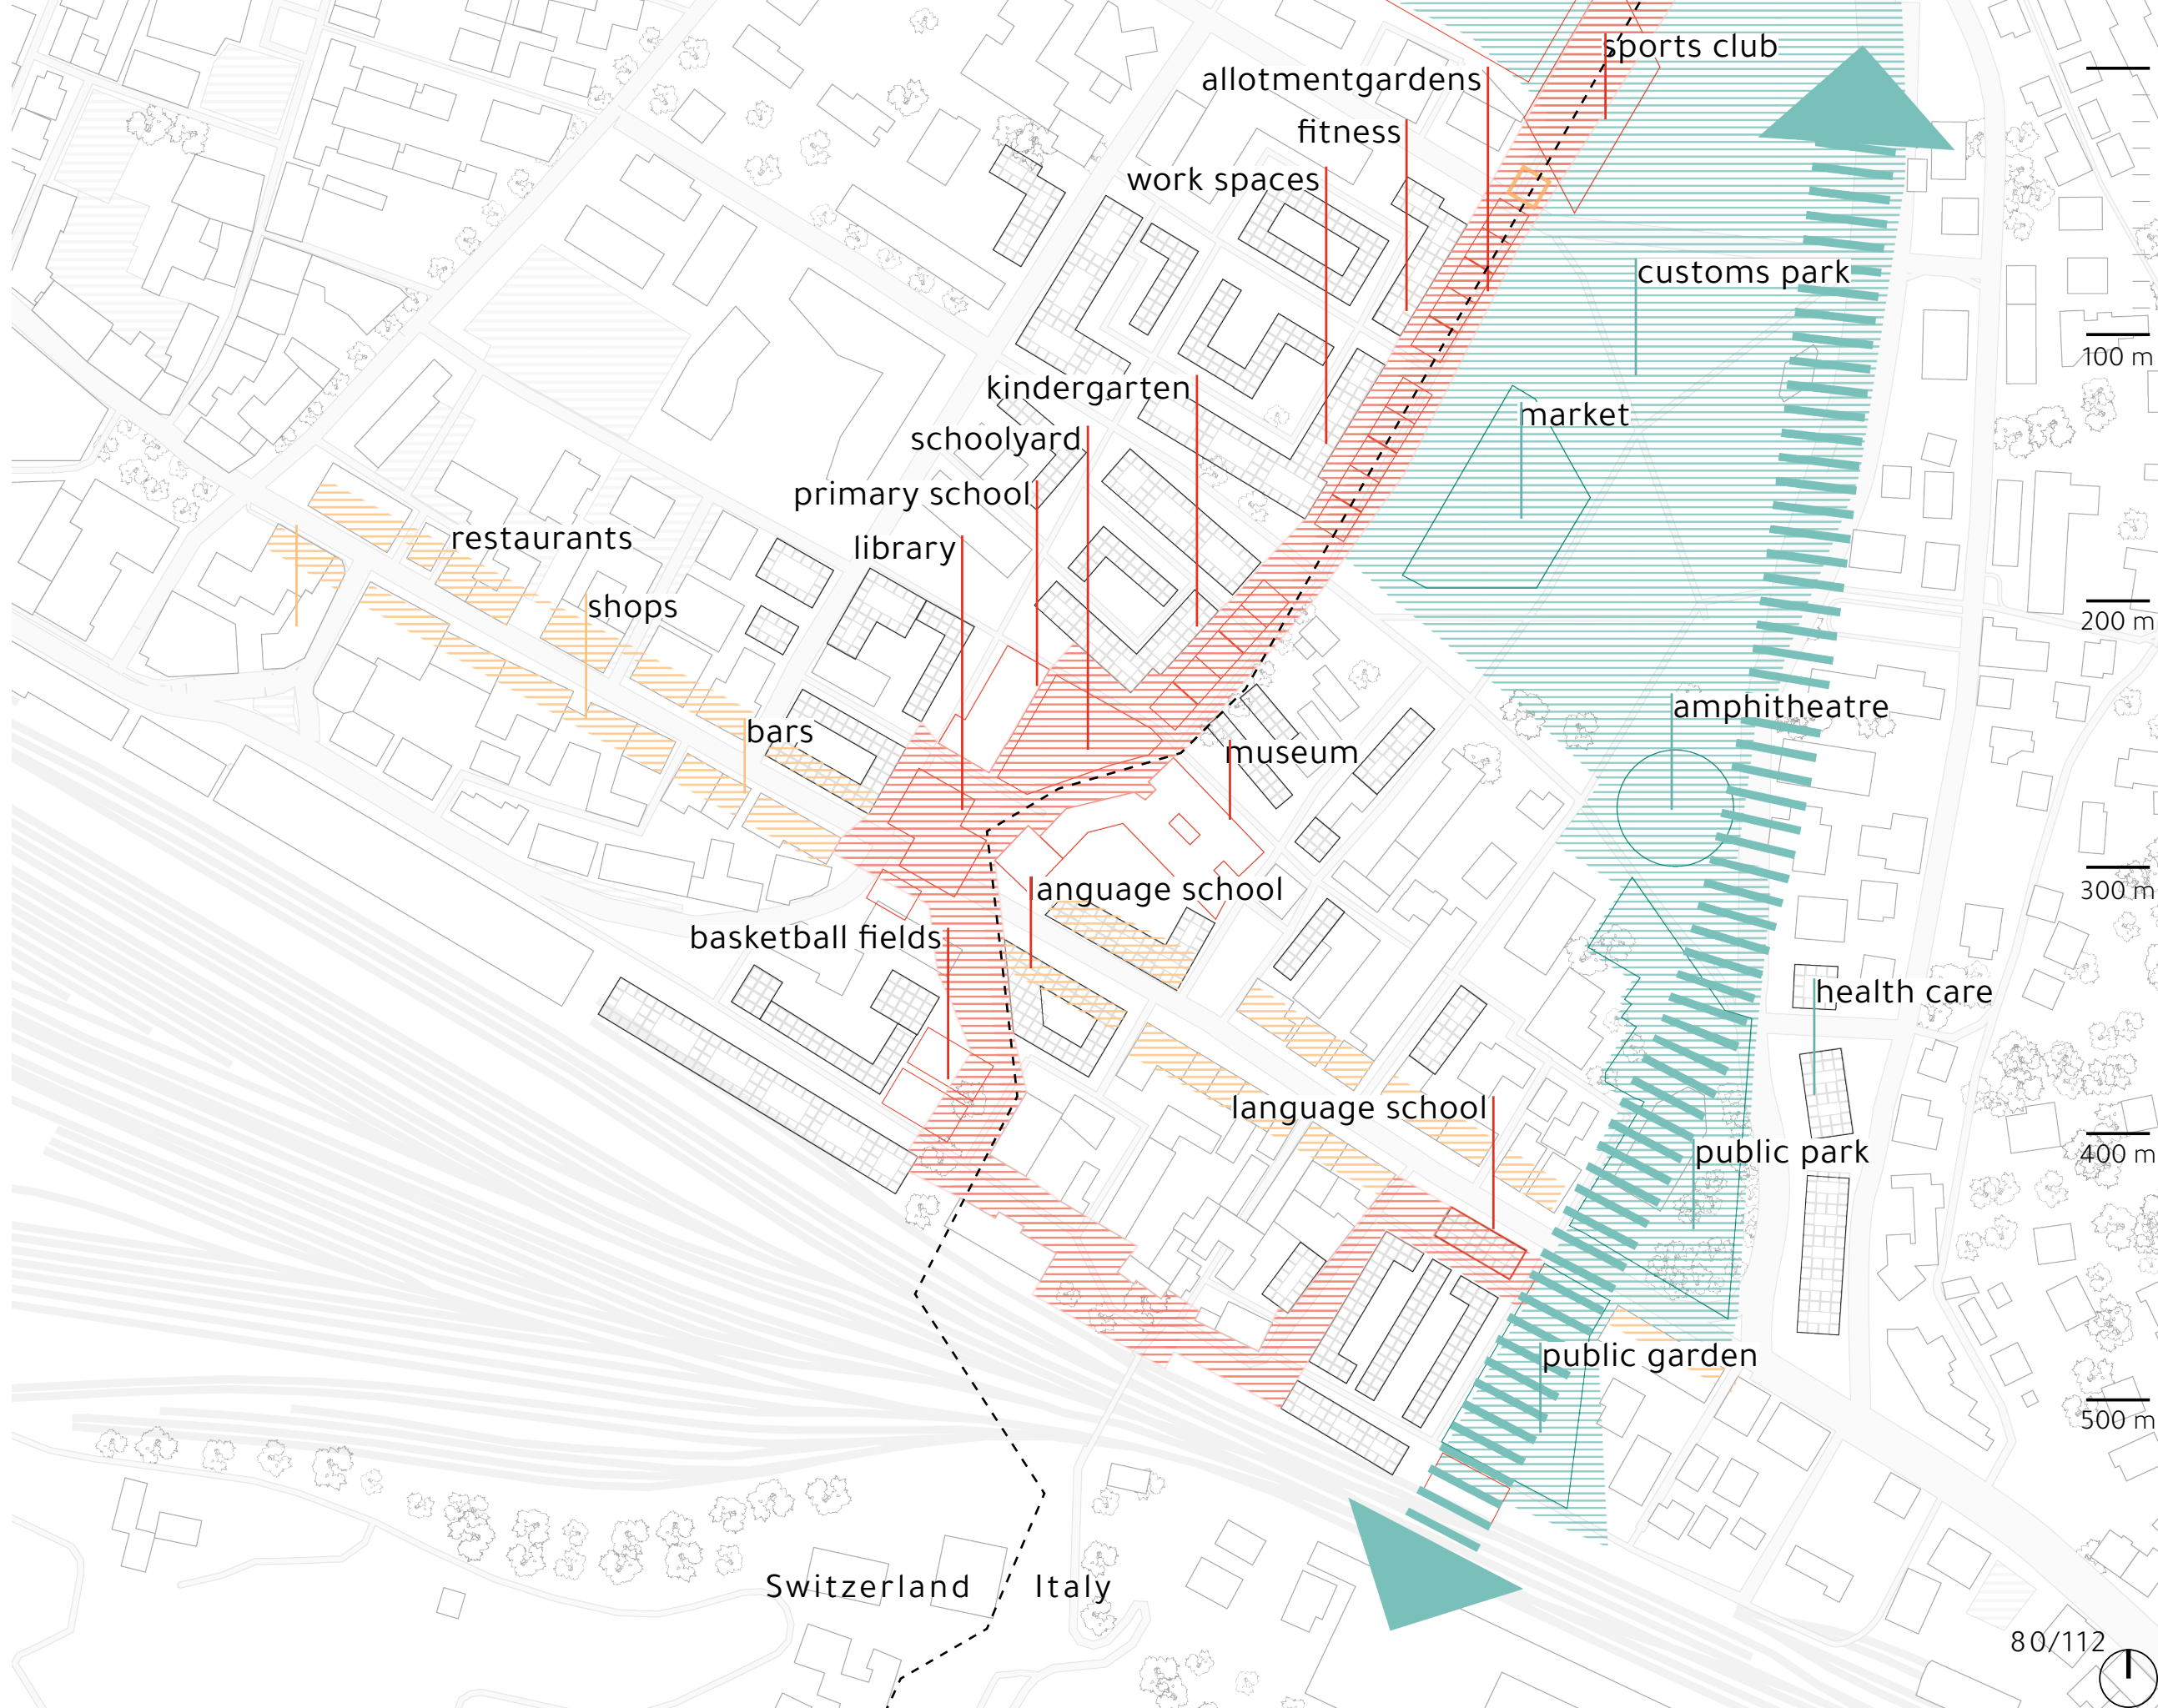 sports club
allotmentgardens
fitness
work spaces
customs park
100 m
kindergarten
market
schoolyard
primary school
restaurants
library
shops
200 m
amphitheatre
bars
museum
language school
300 m
basketball fields
health care
language school
public park
400 m
public garden
500 m
Switzerland
Italy
80/112